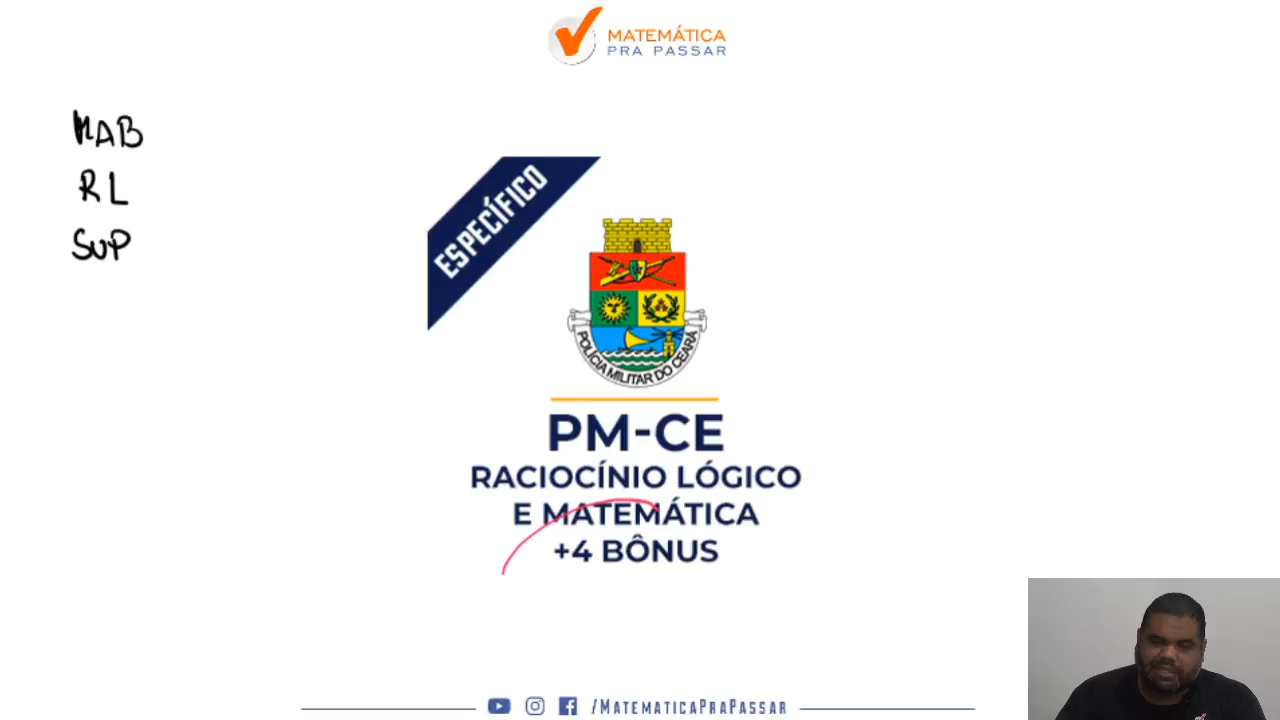 MATEMÁTICA
PRA PASSAR
MAB
RL
SUP
ESPECÍFICO
POLÍCIA MILITAR DO CEARÁ
PM-CE
RACIOCÍNIO LÓGICO
E MATEMÁTICA
+4 BÔNUS
/MATEMATICAPRAPASSAR